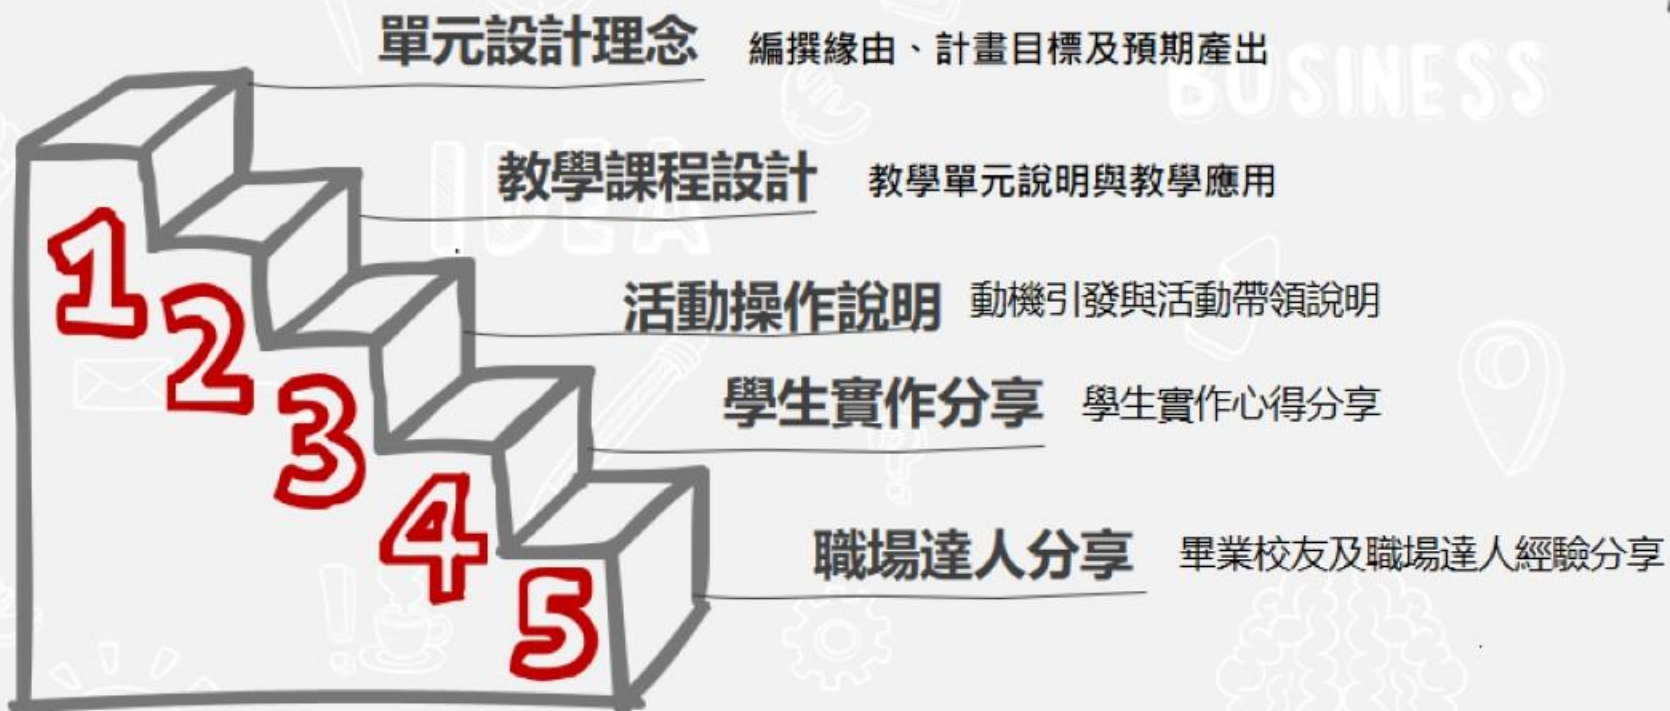 單元設計理念 編撰緣由、計畫目標及預期產出
BUSINESS
IDEA
教學課程設計 教學單元說明與教學應用
1
活動操作說明 動機引發與活動帶領說明
2
學生實作分享 學生實作心得分享
3
4
職場達人分享 畢業校友及職場達人經驗分享
5